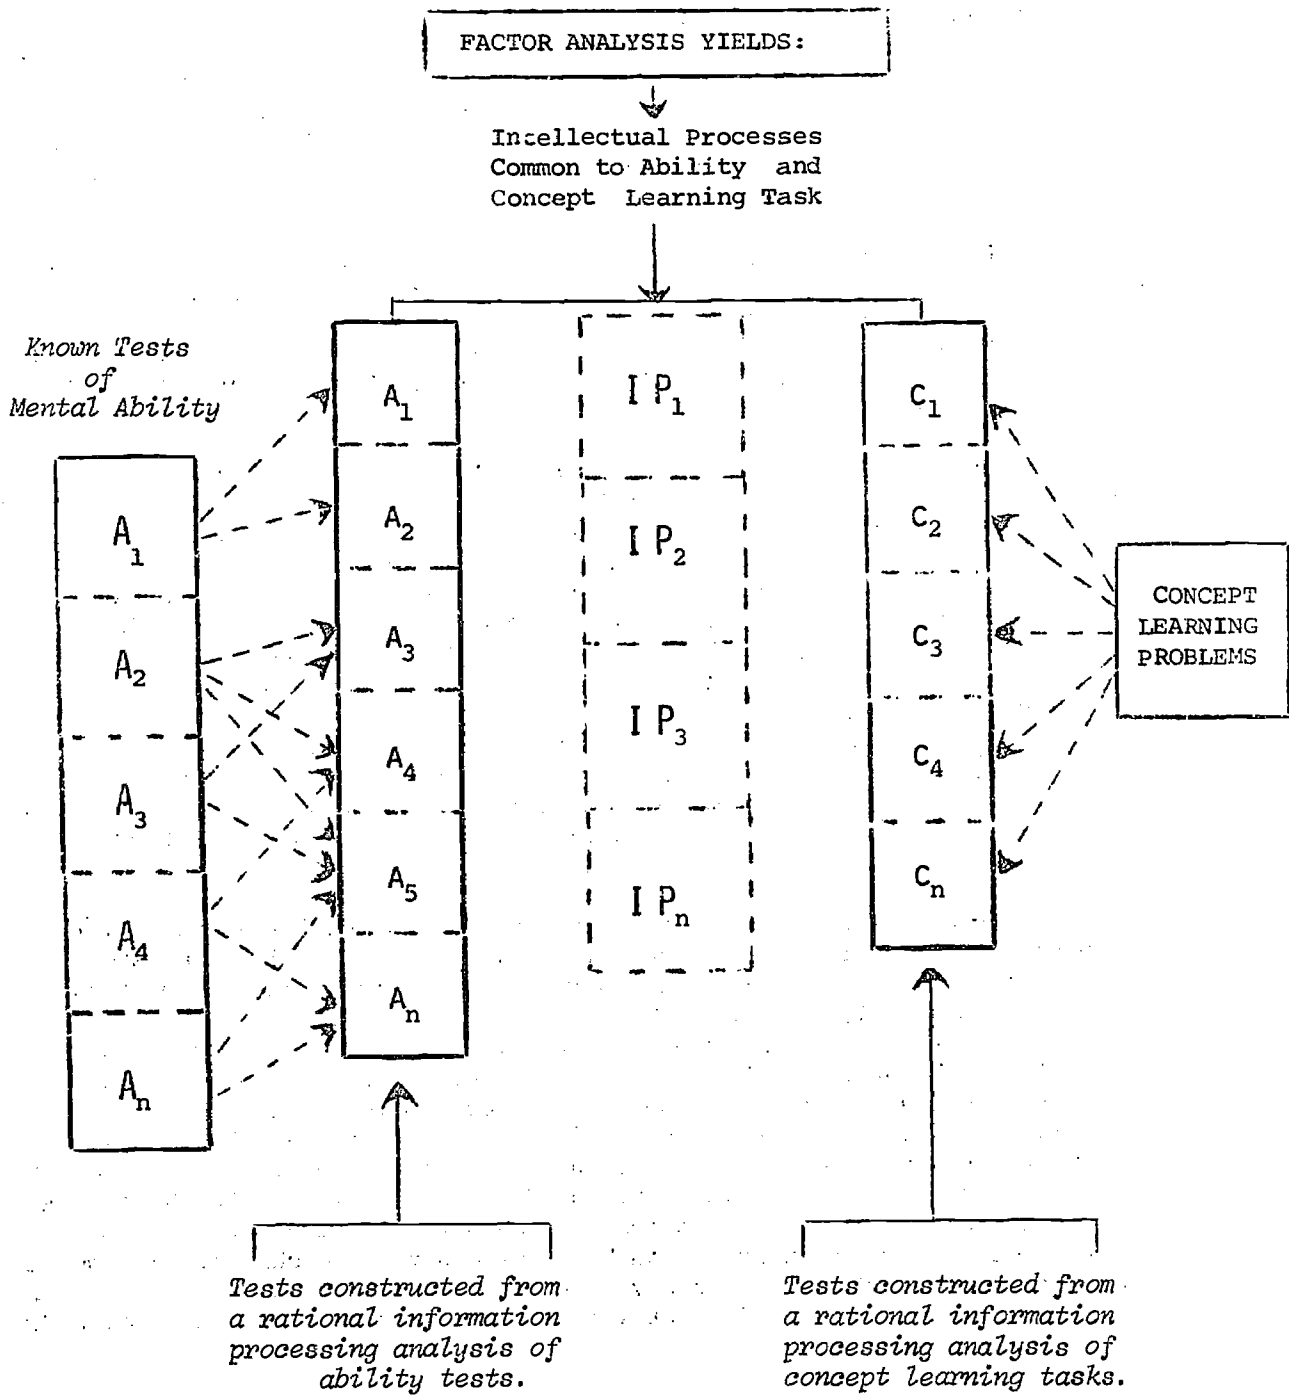 FACTOR ANALYSIS YIELDS:
Intellectual Processes
Common to Ability and
Concept Learning Task
Known Tests
of
Mental Ability
A1
A2
A3
A4
An
A1
A2
A3
A4
A5
An
I P1
I P2
I P3
I Pn
C1
C2
C3
C4
Cn
CONCEPT
LEARNING
PROBLEMS
Tests constructed from
a rational information
processing analysis of
ability tests.
Tests constructed from
a rational information
processing analysis of
concept learning tasks.